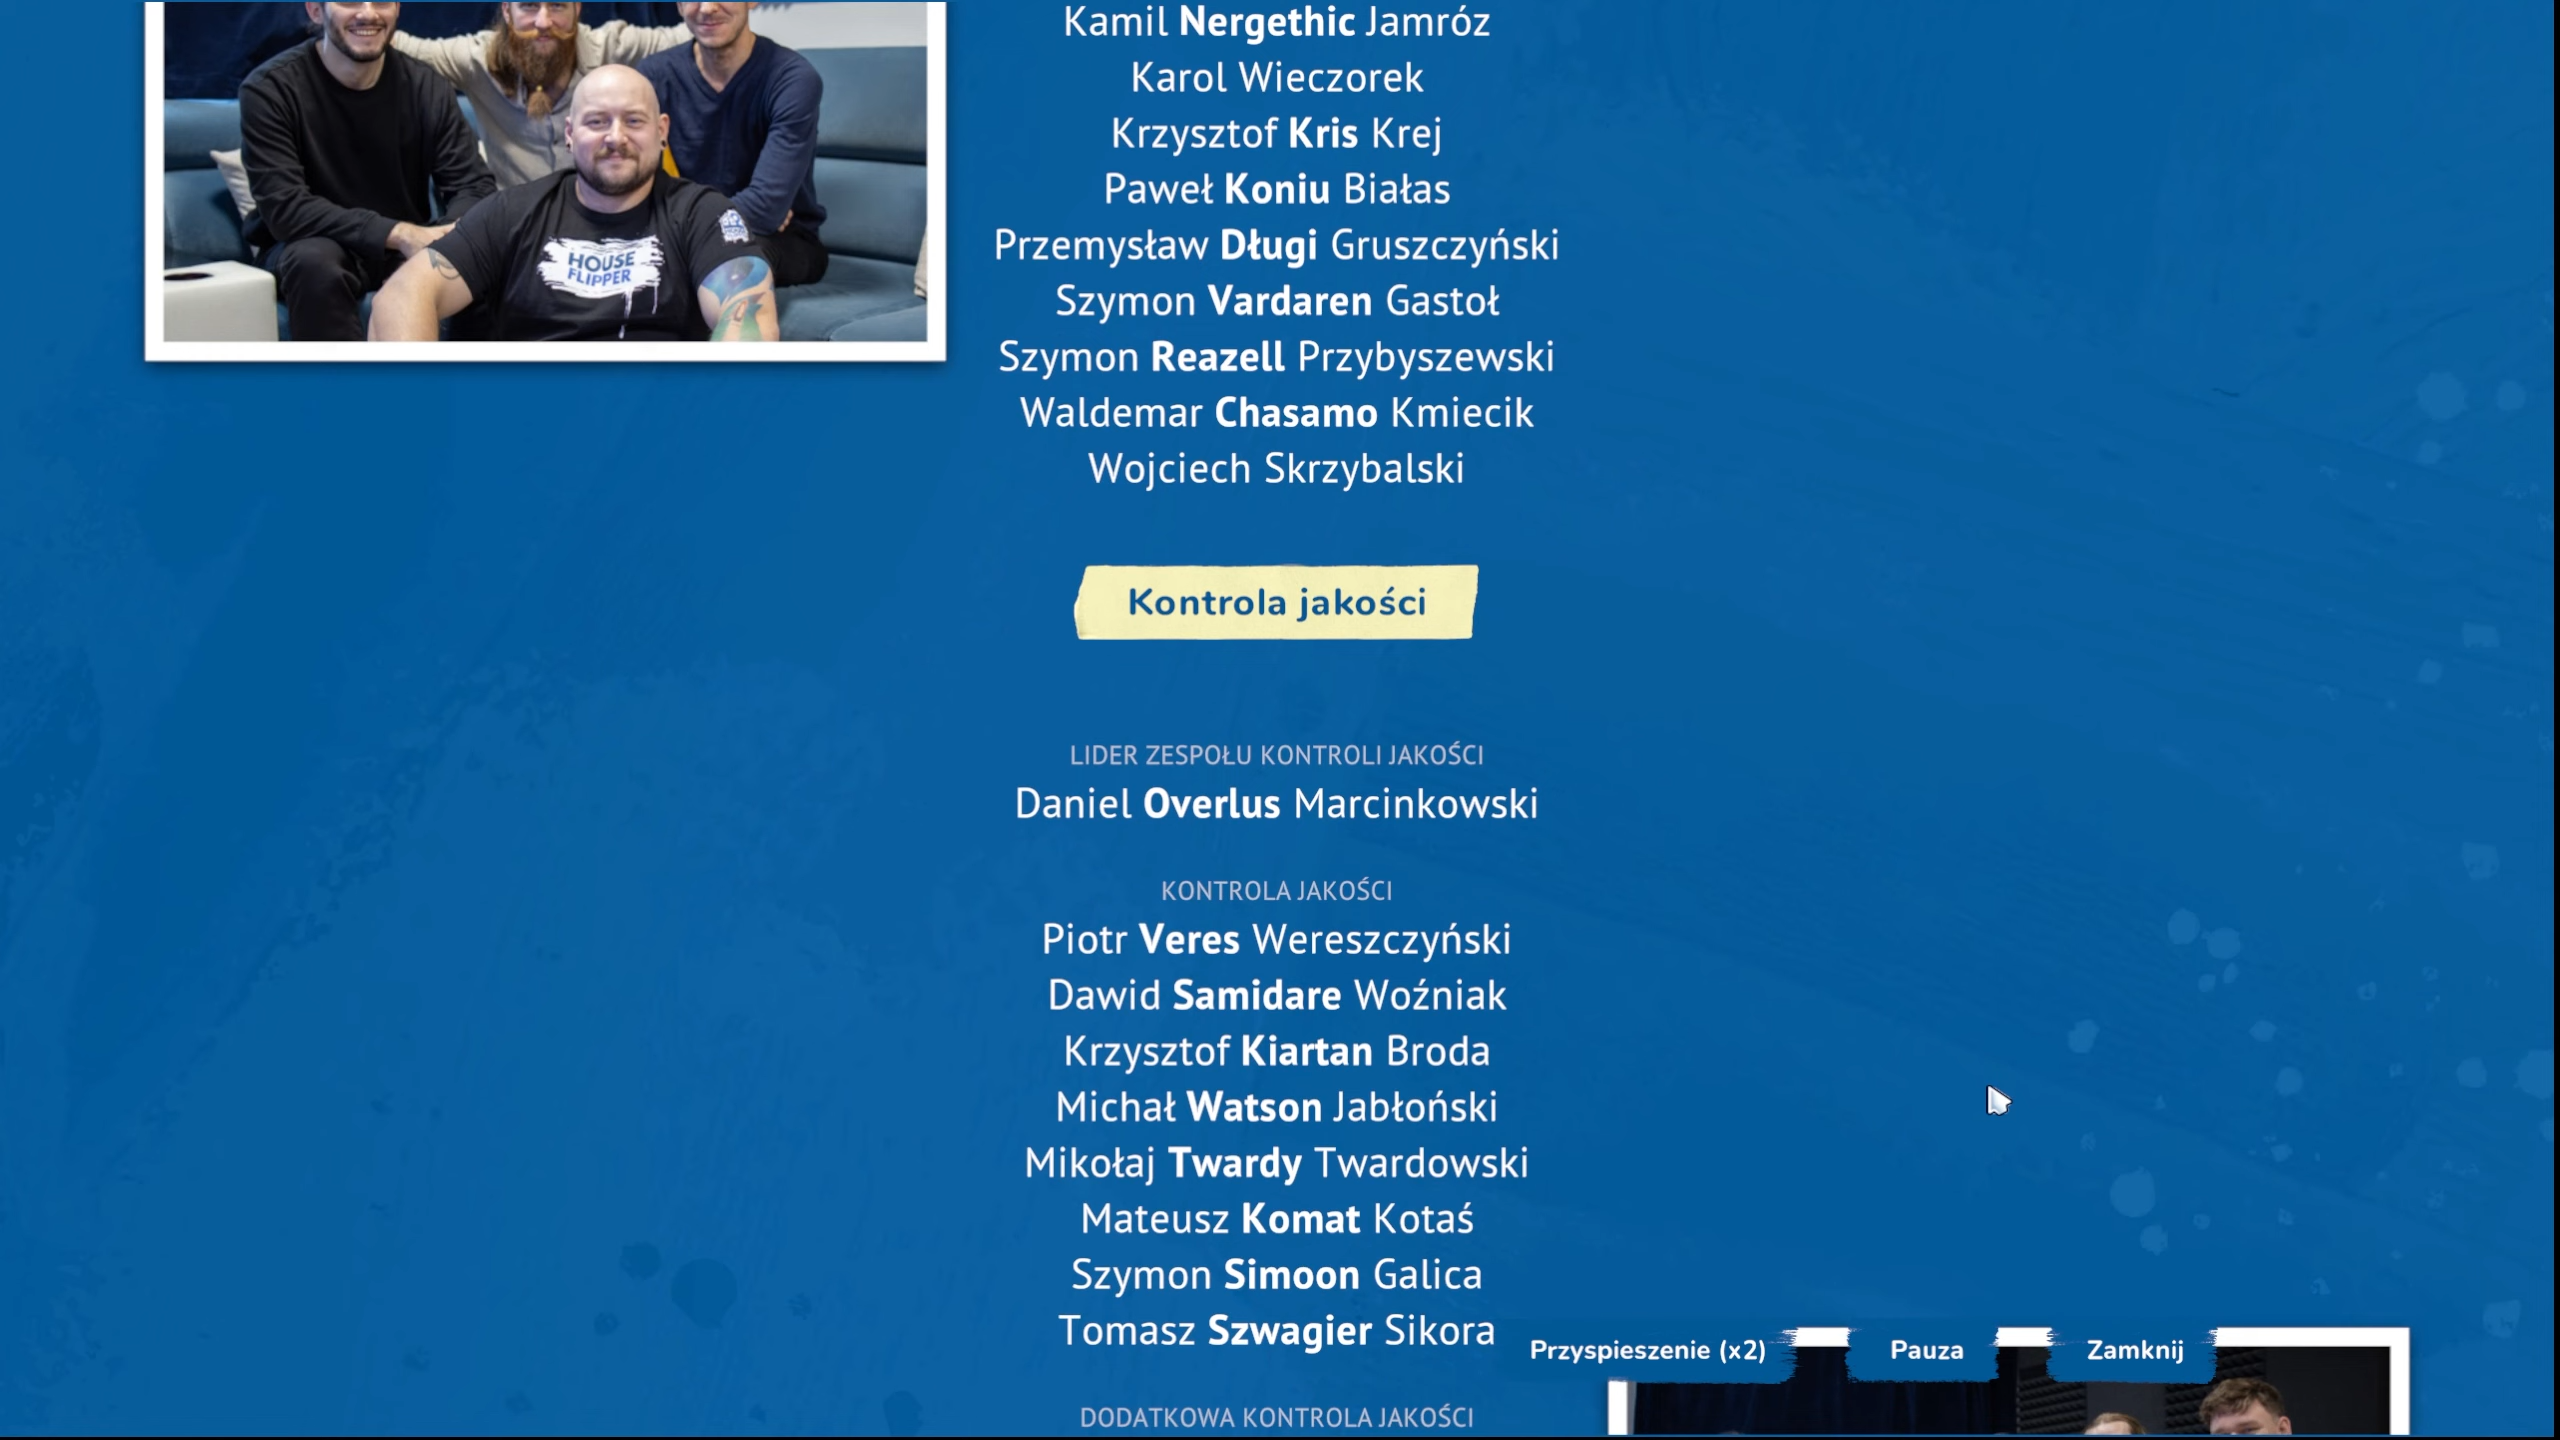 Kamil Nergethic Jamróz
Karol Wieczorek
Krzysztof Kris Krej
Paweł Koniu Białas
Przemysław Długi Gruszczyński
Szymon Vardaren Gastoł
Szymon Reazell Przybyszewski
Waldemar Chasamo Kmiecik
Wojciech Skrzybalski
HOUSE
FLIPPER
Kontrola jakości
LIDER ZESPOŁU KONTROLI JAKOŚCI
Daniel Overlus Marcinkowski
KONTROLA JAKOŚCI
Piotr Veres Wereszczyński
Dawid Samidare Woźniak
Krzysztof Kiartan Broda
Michał Watson Jabłoński
Mikołaj Twardy Twardowski
Mateusz Komat Kotaś
Szymon Simoon Galica
Tomasz Szwagier Sikora
Przyspieszenie (x2) Pauza Zamknij
DODATKOWA KONTROLA JAKOŚCI